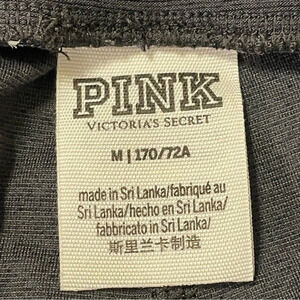 PINK
VICTORIA'S SECRET
M | 170/72A
made in Sri Lanka/fabriqué au
Sri Lanka/hecho en Sri Lanka/
fabbricato in Sri Lanka/
斯里兰卡制造